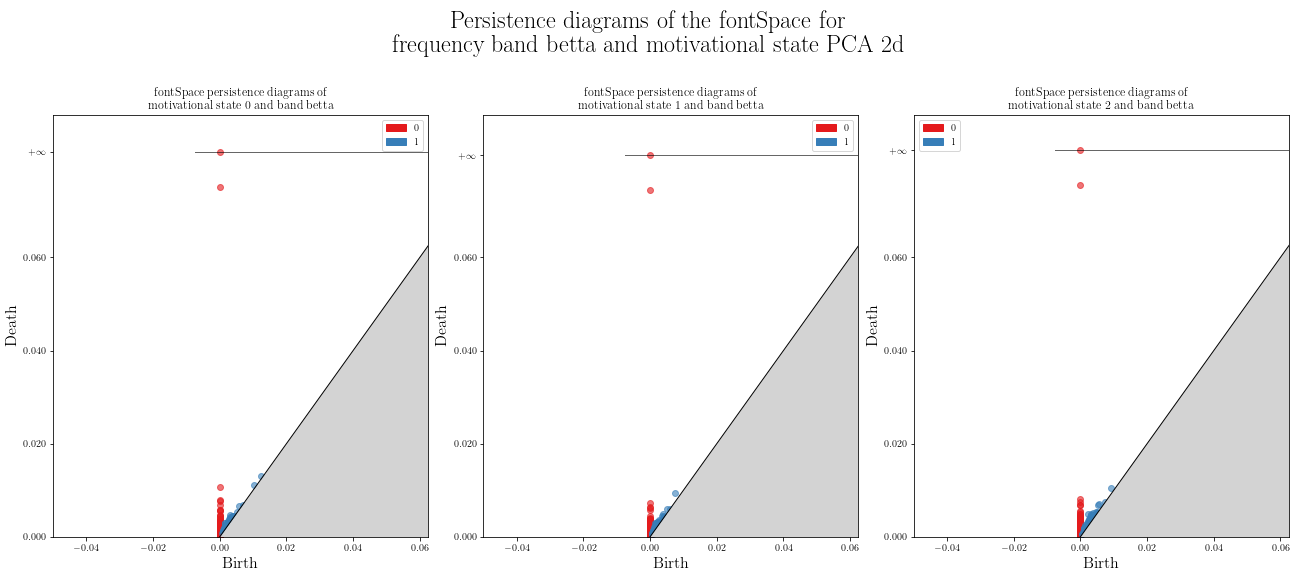 Persistence diagrams of the fontSpace for
frequency band betta and motivational state PCA 2d
fontSpace persistence diagrams of
motivational state 0 and band betta
0
1
+∞
0.060
0.040
0.020
0.000
Death
−0.04
−0.02
0.00
0.02
0.04
0.06
Birth
fontSpace persistence diagrams of
motivational state 1 and band betta
0
1
+∞
0.060
0.040
0.020
0.000
Death
−0.04
−0.02
0.00
0.02
0.04
0.06
Birth
fontSpace persistence diagrams of
motivational state 2 and band betta
0
1
+∞
0.060
0.040
0.020
0.000
Death
−0.04
−0.02
0.00
0.02
0.04
0.06
Birth